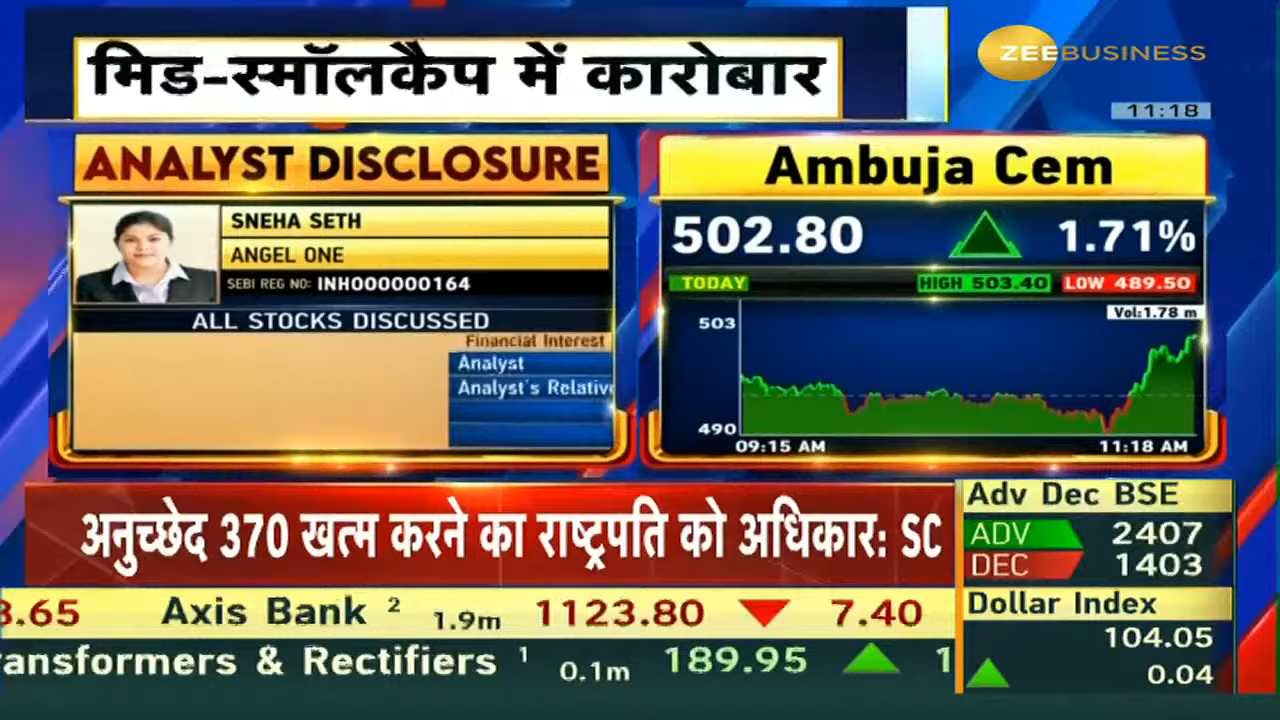 मिड-स्मॉलकैप में कारोबार
ZEEBUSINESS
11:18
ANALYST DISCLOSURE
SNEHA SETH
ANGEL ONE
SEBI REG NO: INH000000164
ALL STOCKS DISCUSSED
Financial Interest
Analyst
Analyst's Relativ
Ambuja Cem
502.80 1.71%
TODAY HIGH 503.40 LOW 489.50
Vol:1.78 m
503
490
09:15 AM 11:18 AM
अनुच्छेद 370 खत्म करने का राष्ट्रपति को अधिकार: SC
Adv Dec BSE
ADV 2407
DEC 1403
Dollar Index
104.05
0.04
3.65 Axis Bank 2 1.9m 1123.80 7.40
ansformers & Rectifiers 1 0.1m 189.95 1